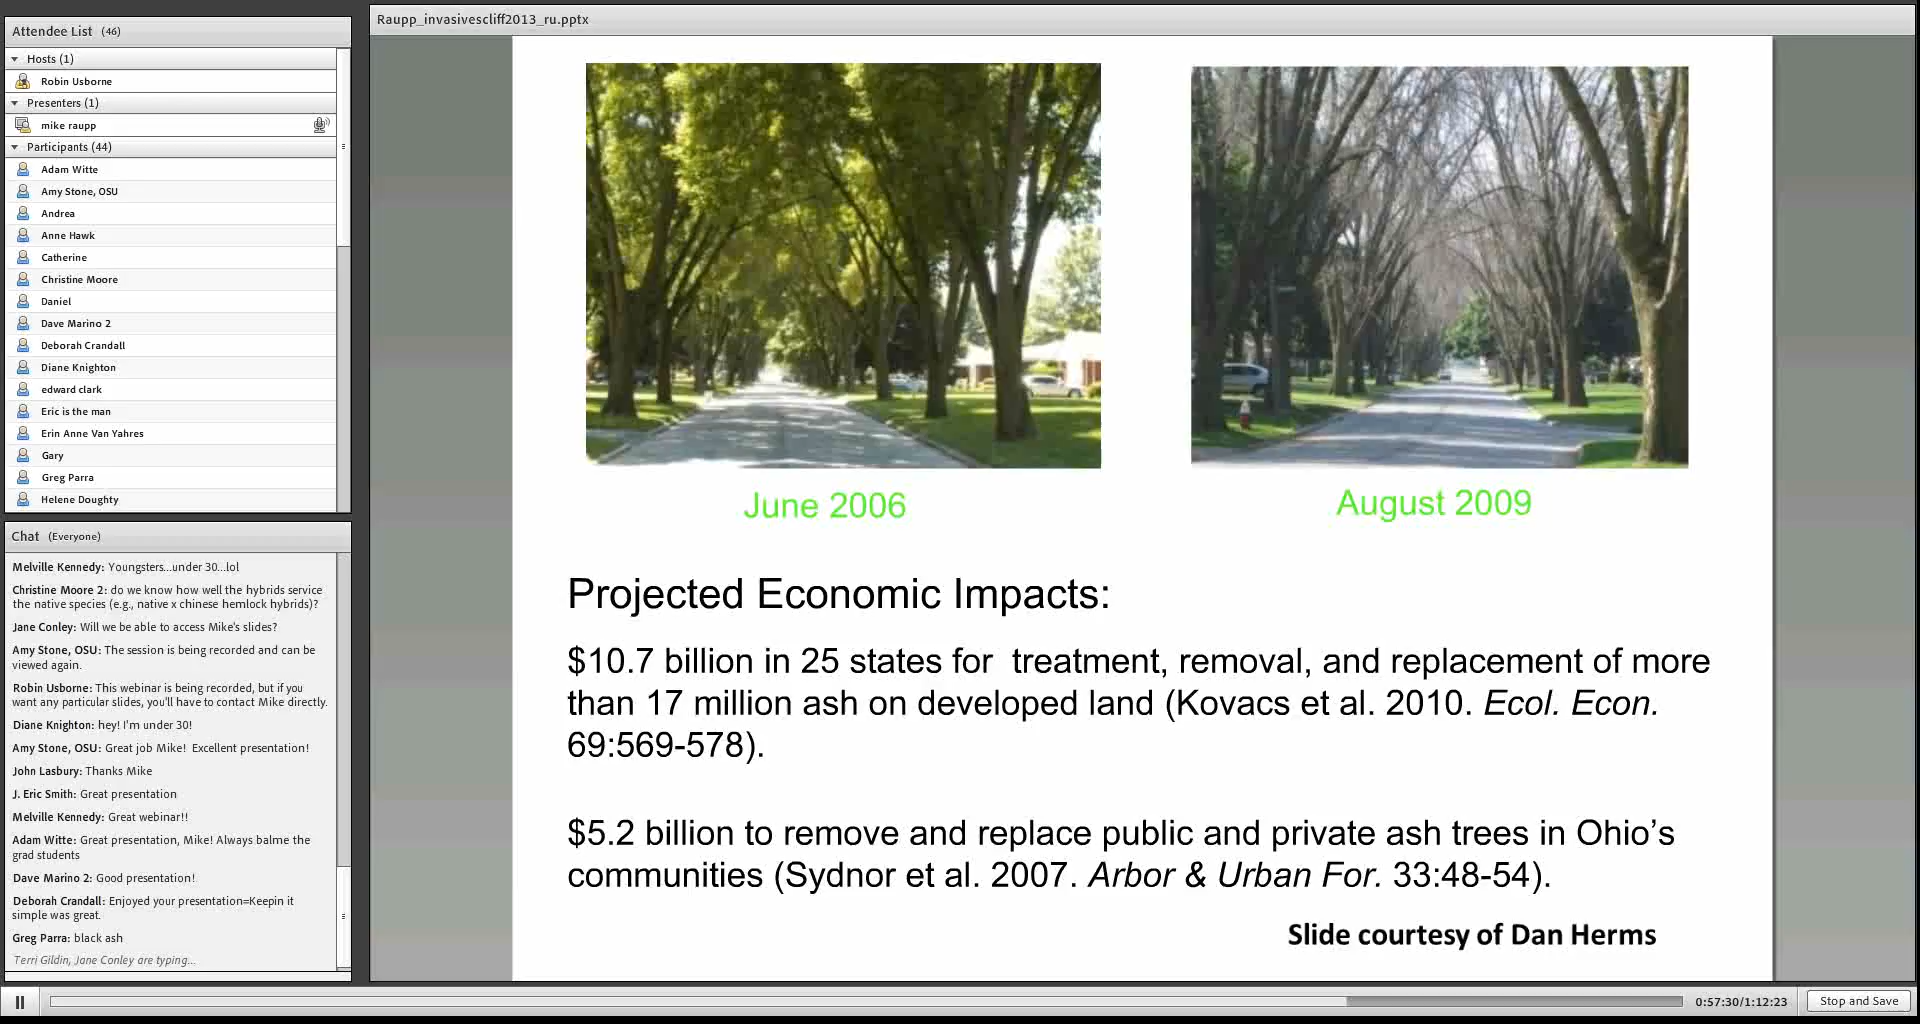 Attendee List (46)
Hosts (1)
Robin Usborne
Presenters (1)
mike raupp
Participants (44)
Adam Witte
Amy Stone, OSU
Andrea
Anne Hawk
Catherine
Christine Moore
Daniel
Dave Marino 2
Deborah Crandall
Diane Knighton
edward clark
Eric is the man
Erin Anne Van Yahres
Gary
Greg Parra
Helene Doughty
Chat (Everyone)
Melville Kennedy: Youngsters...under 30...lol
Christine Moore 2: do we know how well the hybrids service
the native species (e.g., native x chinese hemlock hybrids)?
Jane Conley: Will we be able to access Mike's slides?
Amy Stone, OSU: The session is being recorded and can be
viewed again.
Robin Usborne: This webinar is being recorded, but if you
want any particular slides, you'll have to contact Mike directly.
Diane Knighton: hey! I'm under 30!
Amy Stone, OSU: Great job Mike! Excellent presentation!
John Lasbury: Thanks Mike
J. Eric Smith: Great presentation
Melville Kennedy: Great webinar!!
Adam Witte: Great presentation, Mike! Always balme the
grad students
Dave Marino 2: Good presentation!
Deborah Crandall: Enjoyed your presentation=Keepin it
simple was great.
Greg Parra: black ash
Terri Gildin, Jane Conley are typing...
Raupp_invasivescliff2013_ru.pptx
June 2006
August 2009
Projected Economic Impacts:
$10.7 billion in 25 states for treatment, removal, and replacement of more
than 17 million ash on developed land (Kovacs et al. 2010. Ecol. Econ.
69:569-578).
$5.2 billion to remove and replace public and private ash trees in Ohio's
communities (Sydnor et al. 2007. Arbor & Urban For. 33:48-54).
Slide courtesy of Dan Herms
0:57:30/1:12:23
Stop and Save